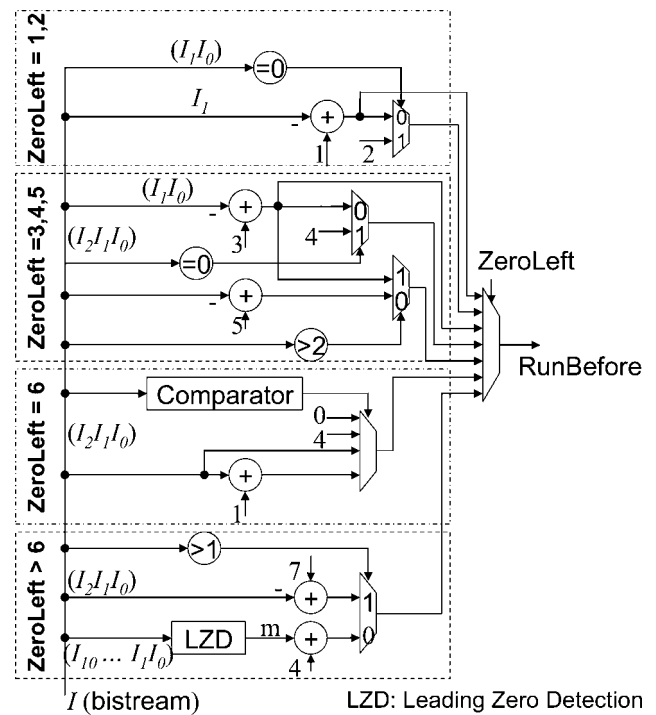 ZeroLeft = 1,2
(I₁I₀)
=0
I₁
-
+
1
0
1
2
ZeroLeft =3,4,5
(I₁I₀)
-
+
3
0
1
4
(I₂I₁I₀)
=0
-
+
5
1
0
>2
ZeroLeft
RunBefore
ZeroLeft = 6
Comparator
0
4
(I₂I₁I₀)
+
1
ZeroLeft > 6
>1
7
(I₂I₁I₀)
-
+
1
0
LZD
m
+
4
(I₁₀ ... I₁I₀)
I (bistream)
LZD: Leading Zero Detection